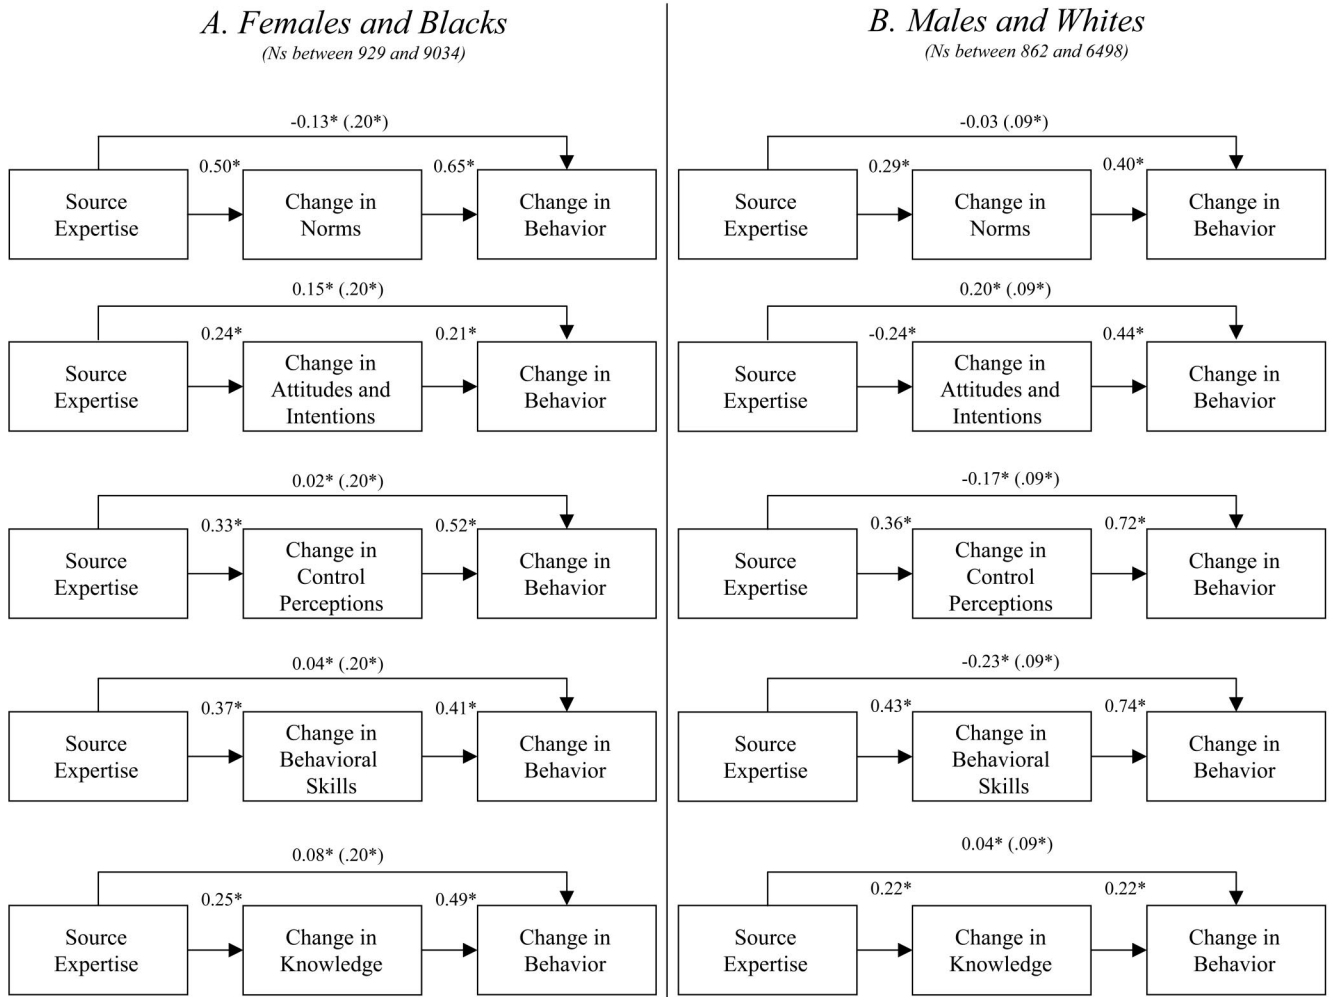 A. Females and Blacks
(Ns between 929 and 9034)
-0.13* (.20*)
0.50*
0.65*
Source
Expertise
Change in
Norms
Change in
Behavior
0.15* (.20*)
0.24*
0.21*
Source
Expertise
Change in
Attitudes and
Intentions
Change in
Behavior
0.02* (.20*)
0.33*
0.52*
Source
Expertise
Change in
Control
Perceptions
Change in
Behavior
0.04* (.20*)
0.37*
0.41*
Source
Expertise
Change in
Behavioral
Skills
Change in
Behavior
0.08* (.20*)
0.25*
0.49*
Source
Expertise
Change in
Knowledge
Change in
Behavior
B. Males and Whites
(Ns between 862 and 6498)
-0.03 (.09*)
0.29*
0.40*
Source
Expertise
Change in
Norms
Change in
Behavior
0.20* (.09*)
-0.24*
0.44*
Source
Expertise
Change in
Attitudes and
Intentions
Change in
Behavior
-0.17* (.09*)
0.36*
0.72*
Source
Expertise
Change in
Control
Perceptions
Change in
Behavior
-0.23* (.09*)
0.43*
0.74*
Source
Expertise
Change in
Behavioral
Skills
Change in
Behavior
0.04* (.09*)
0.22*
0.22*
Source
Expertise
Change in
Knowledge
Change in
Behavior